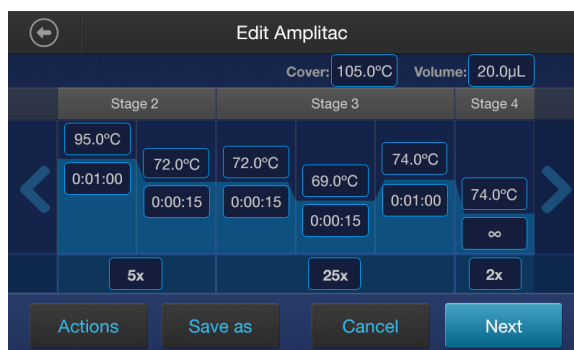 Edit Amplitac
Cover: 105.0ºC Volume: 20.0µL
Stage 2 Stage 3 Stage 4
95.0ºC
0:01:00
72.0ºC
0:00:15
72.0ºC
0:00:15
69.0ºC
0:00:15
74.0ºC
0:01:00
74.0ºC
∞
5x 25x 2x
Actions Save as Cancel Next